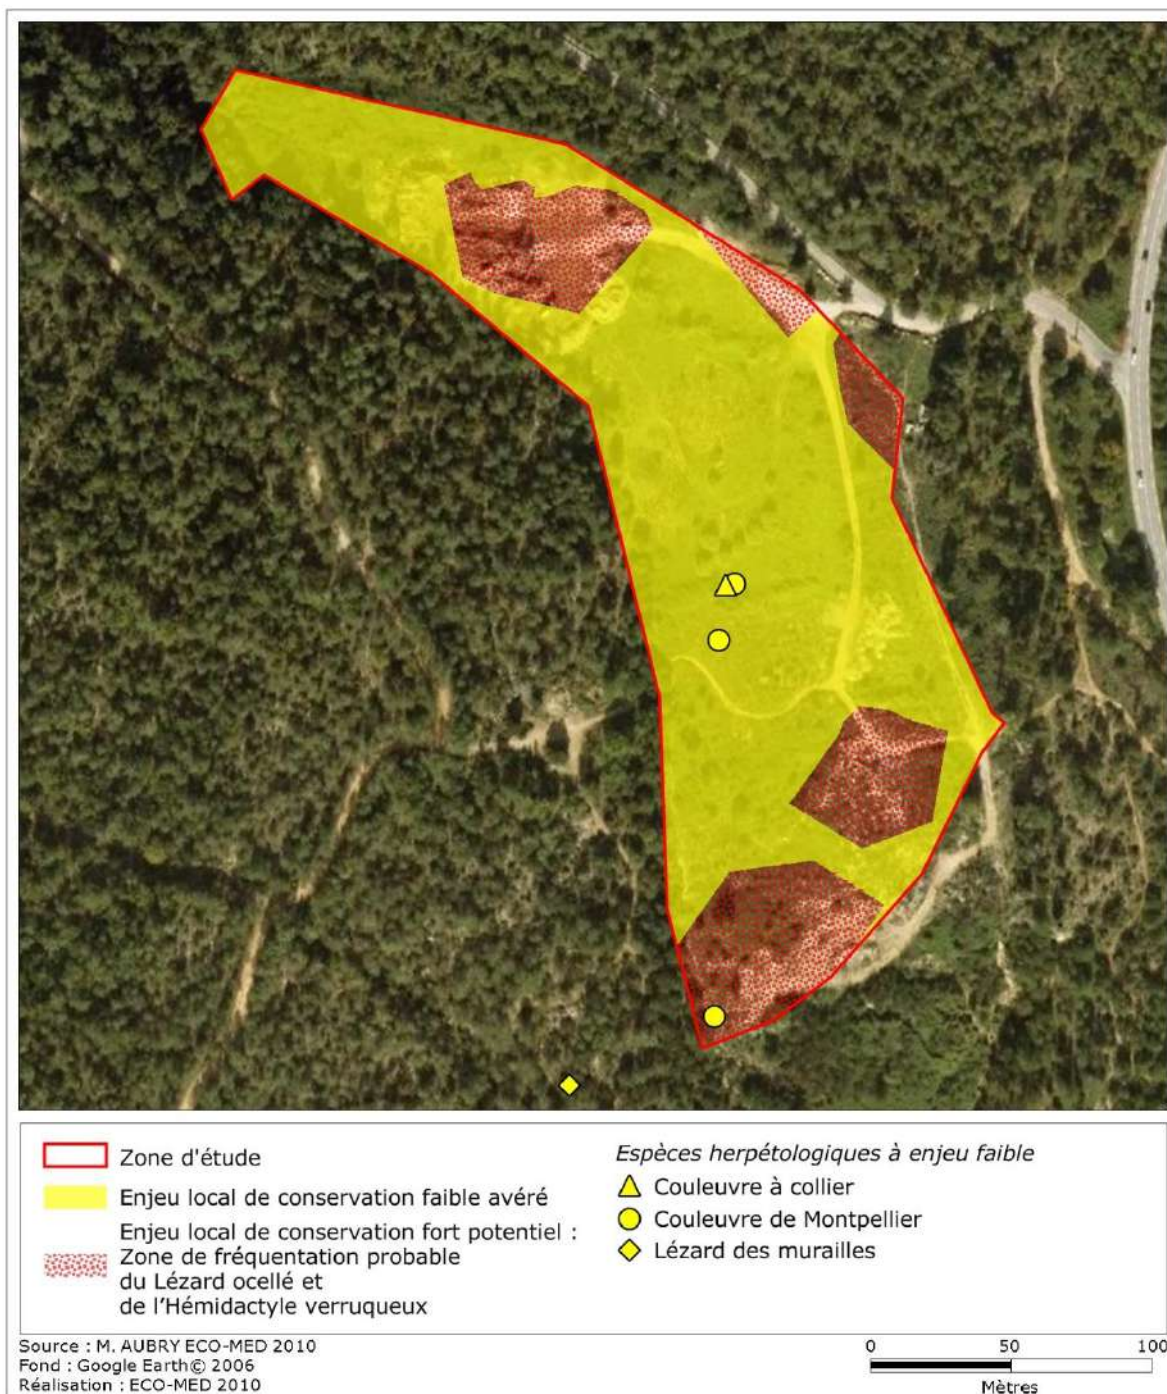 Zone d'étude
Enjeu local de conservation faible avéré
Enjeu local de conservation fort potentiel :
Zone de fréquentation probable
du Lézard ocellé et
de l'Hémidactyle verruqueux
Espèces herpétologiques à enjeu faible
Couleuvre à collier
Couleuvre de Montpellier
Lézard des murailles
Source : M. AUBRY ECO-MED 2010
Fond : Google Earth© 2006
Réalisation : ECO-MED 2010
0 50 100
Mètres